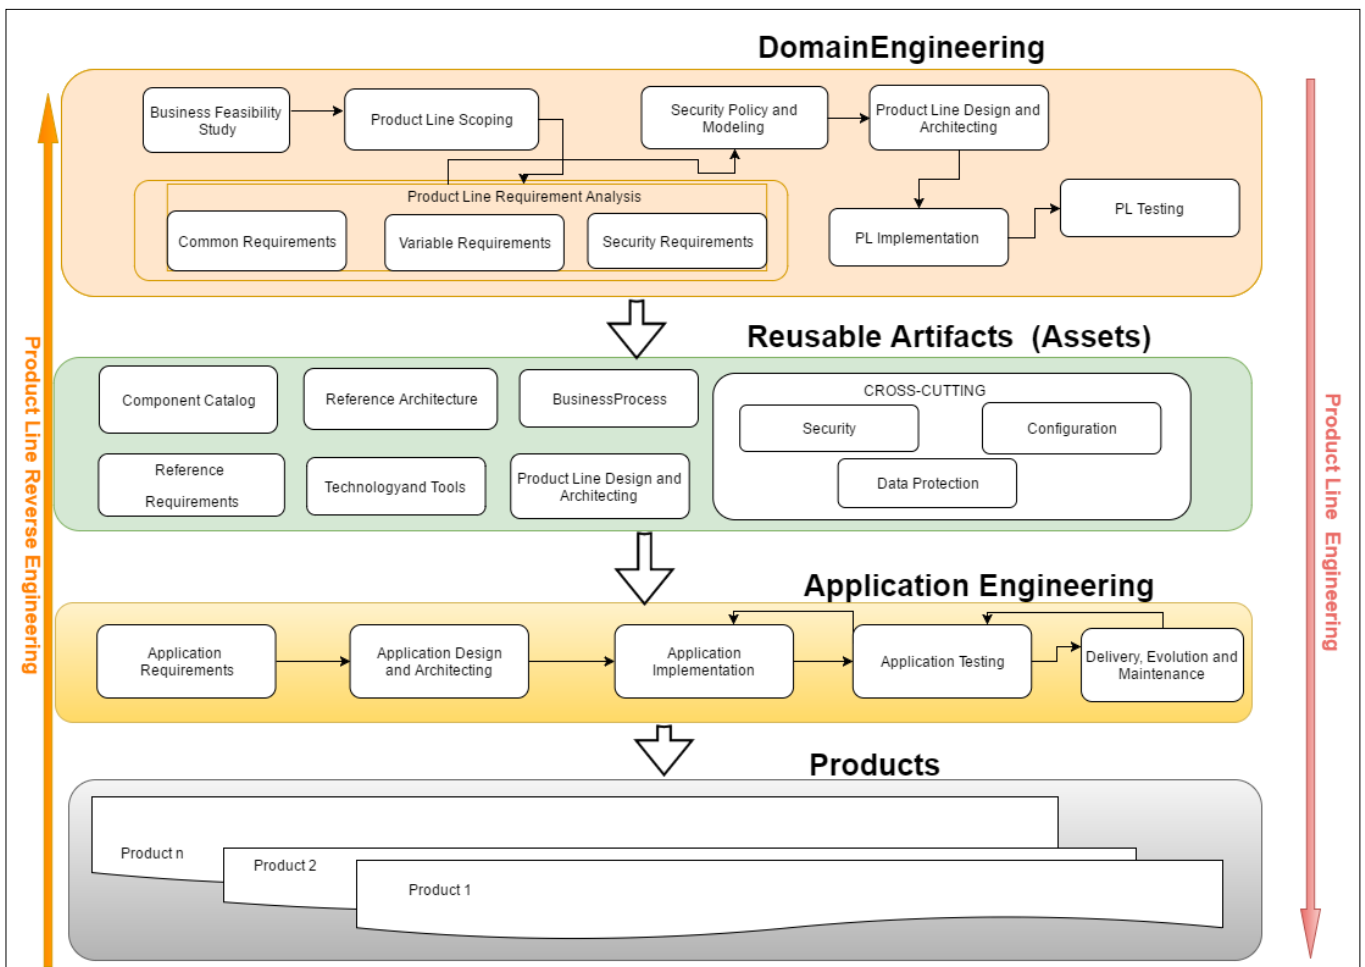 DomainEngineering
Business Feasibility
Study
Product Line Scoping
Security Policy and
Modeling
Product Line Design and
Architecting
Product Line Requirement Analysis
Common Requirements
Variable Requirements
Security Requirements
PL Implementation
PL Testing
Reusable Artifacts (Assets)
Component Catalog
Reference Architecture
BusinessProcess
CROSS-CUTTING
Security
Configuration
Data Protection
Reference
Requirements
Technologyand Tools
Product Line Design and
Architecting
Application Engineering
Application
Requirements
Application Design
and Architecting
Application
Implementation
Application Testing
Delivery, Evolution and
Maintenance
Products
Product n
Product 2
Product 1
Product Line Reverse Engineering
Product Line Engineering